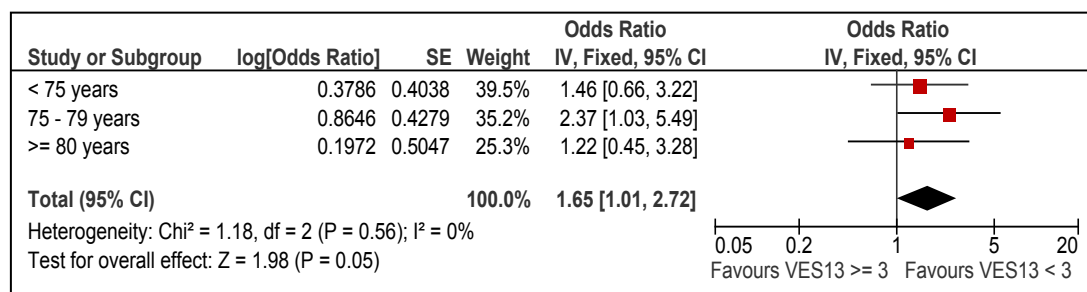 Odds Ratio Odds Ratio
Study or Subgroup log[Odds Ratio] SE Weight IV, Fixed, 95% CI IV, Fixed, 95% CI
< 75 years 0.3786 0.4038 39.5% 1.46 [0.66, 3.22]
75 - 79 years 0.8646 0.4279 35.2% 2.37 [1.03, 5.49]
>= 80 years 0.1972 0.5047 25.3% 1.22 [0.45, 3.28]
Total (95% CI) 100.0% 1.65 [1.01, 2.72]
Heterogeneity: Chi² = 1.18, df = 2 (P = 0.56); I² = 0%
Test for overall effect: Z = 1.98 (P = 0.05)
0.05 0.2 1 5 20
Favours VES13 >= 3 Favours VES13 < 3